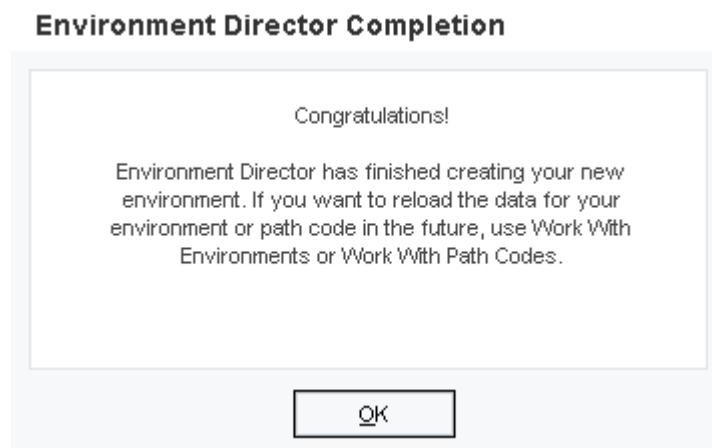 Environment Director Completion
Congratulations!
Environment Director has finished creating your new
environment. If you want to reload the data for your
environment or path code in the future, use Work With
Environments or Work With Path Codes.
OK